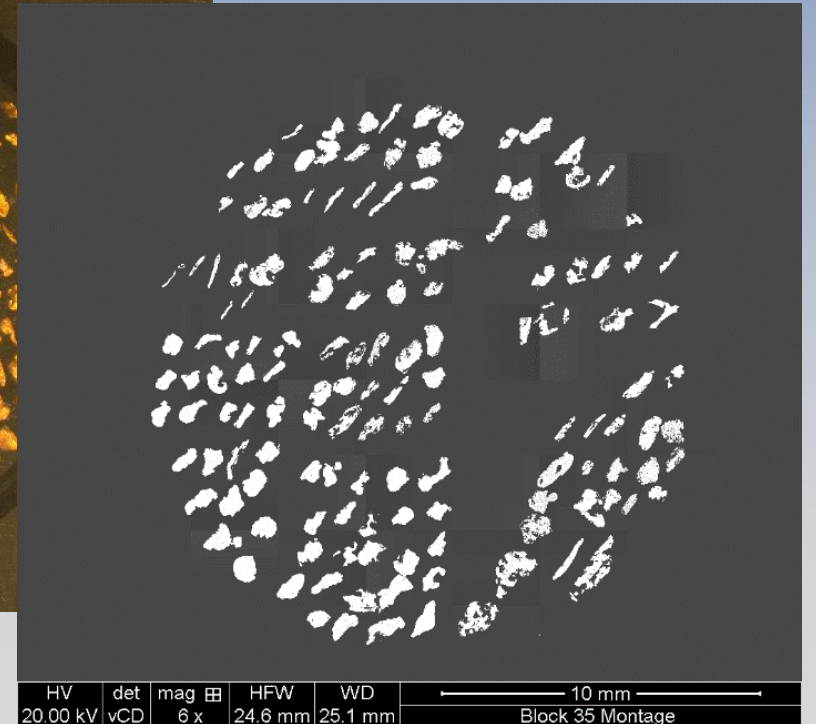 HV det mag ⊞ HFW WD 10 mm
20.00 kV vCD 6 x 24.6 mm 25.1 mm Block 35 Montage